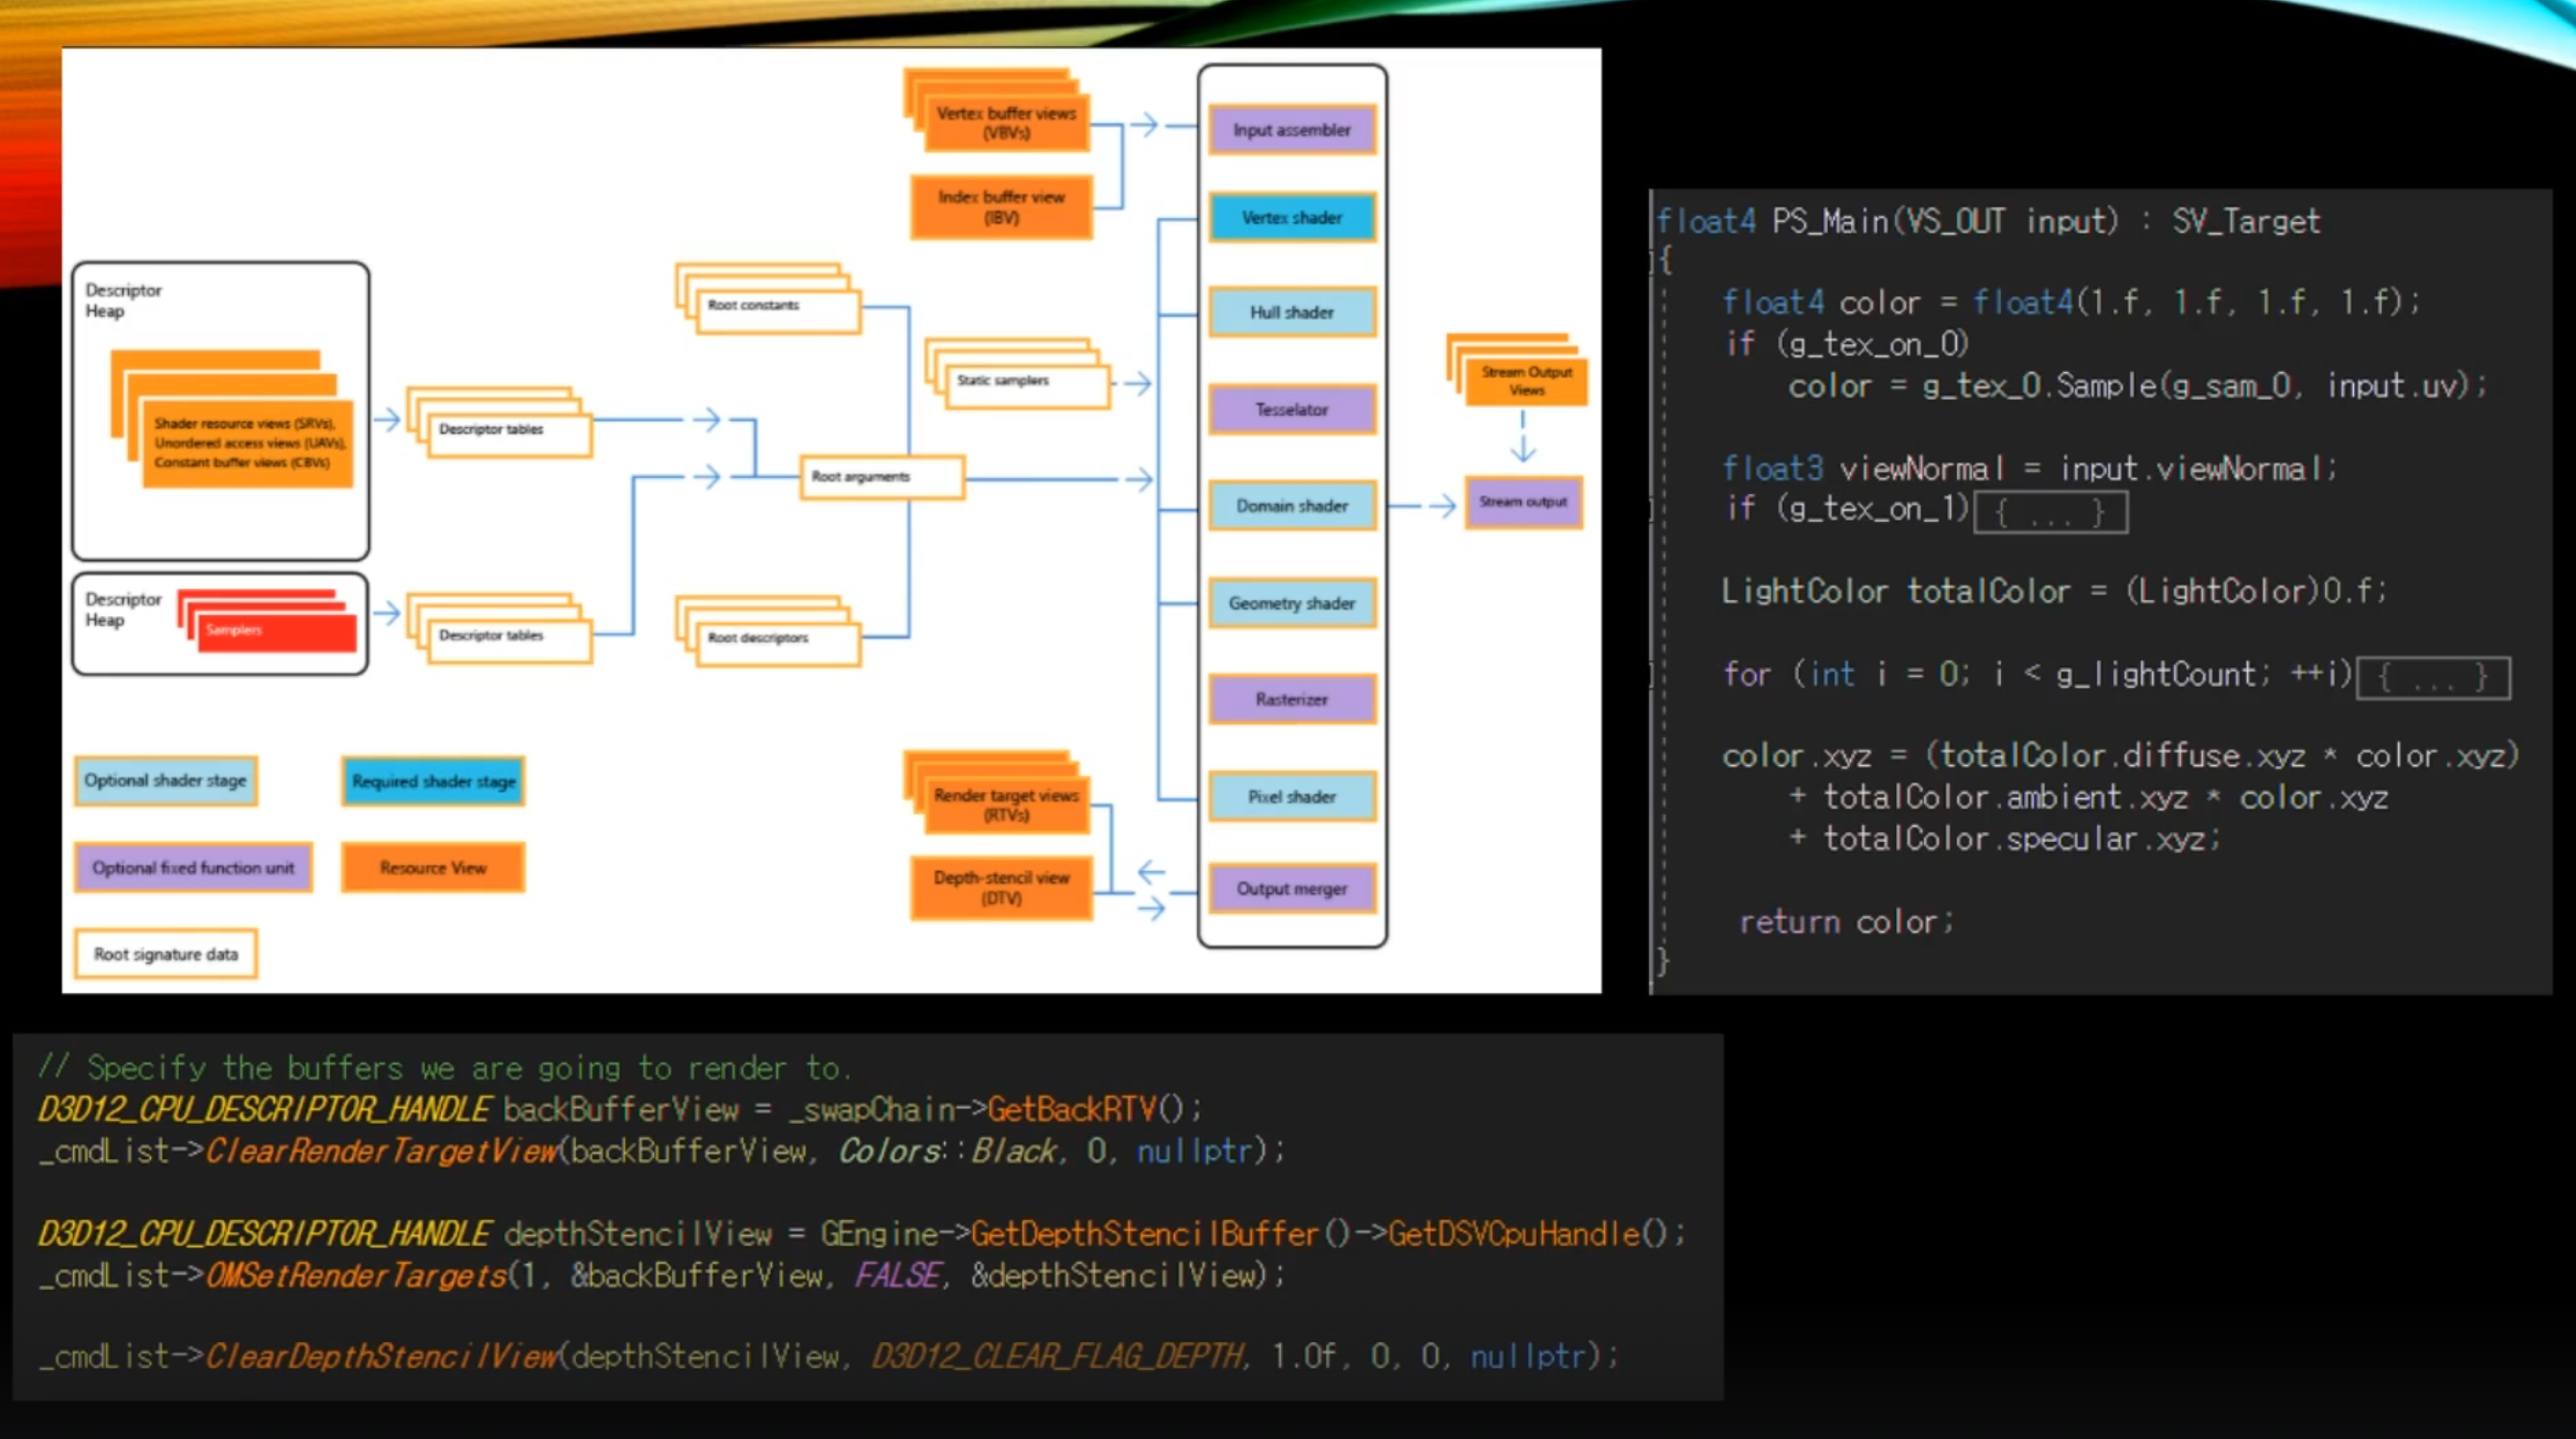 Vertex buffer views
(VBVs)
Index buffer view
(IBV)
Input assembler
Vertex shader
Hull shader
Tesselator
Domain shader
Geometry shader
Rasterizer
Pixel shader
Output merger
Descriptor
Heap
Shader resource views (SRVs),
Unordered access views (UAVs),
Constant buffer views (CBVs)
Descriptor tables
Root constants
Static samplers
Root arguments
Stream Output
Views
Stream output
Descriptor
Heap
Samplers
Descriptor tables
Root descriptors
Render target views
(RTVs)
Depth-stencil view
(DTV)
Optional shader stage
Required shader stage
Optional fixed function unit
Resource View
Root signature data
float4 PS_Main(VS_OUT input) : SV_Target
{
float4 color = float4(1.f, 1.f, 1.f, 1.f);
if (g_tex_on_0)
color = g_tex_0.Sample(g_sam_0, input.uv);
float3 viewNormal = input.viewNormal;
if (g_tex_on_1){ ... }
LightColor totalColor = (LightColor)0.f;
for (int i = 0; i < g_lightCount; ++i){ ... }
color.xyz = (totalColor.diffuse.xyz * color.xyz)
+ totalColor.ambient.xyz * color.xyz
+ totalColor.specular.xyz;
return color;
}
// Specify the buffers we are going to render to.
D3D12_CPU_DESCRIPTOR_HANDLE backBufferView = _swapChain->GetBackRTV();
_cmdList->ClearRenderTargetView(backBufferView, Colors::Black, 0, nullptr);
D3D12_CPU_DESCRIPTOR_HANDLE depthStencilView = GEngine->GetDepthStencilBuffer()->GetDSVCpuHandle();
_cmdList->OMSetRenderTargets(1, &backBufferView, FALSE, &depthStencilView);
_cmdList->ClearDepthStencilView(depthStencilView, D3D12_CLEAR_FLAG_DEPTH, 1.0f, 0, 0, nullptr);